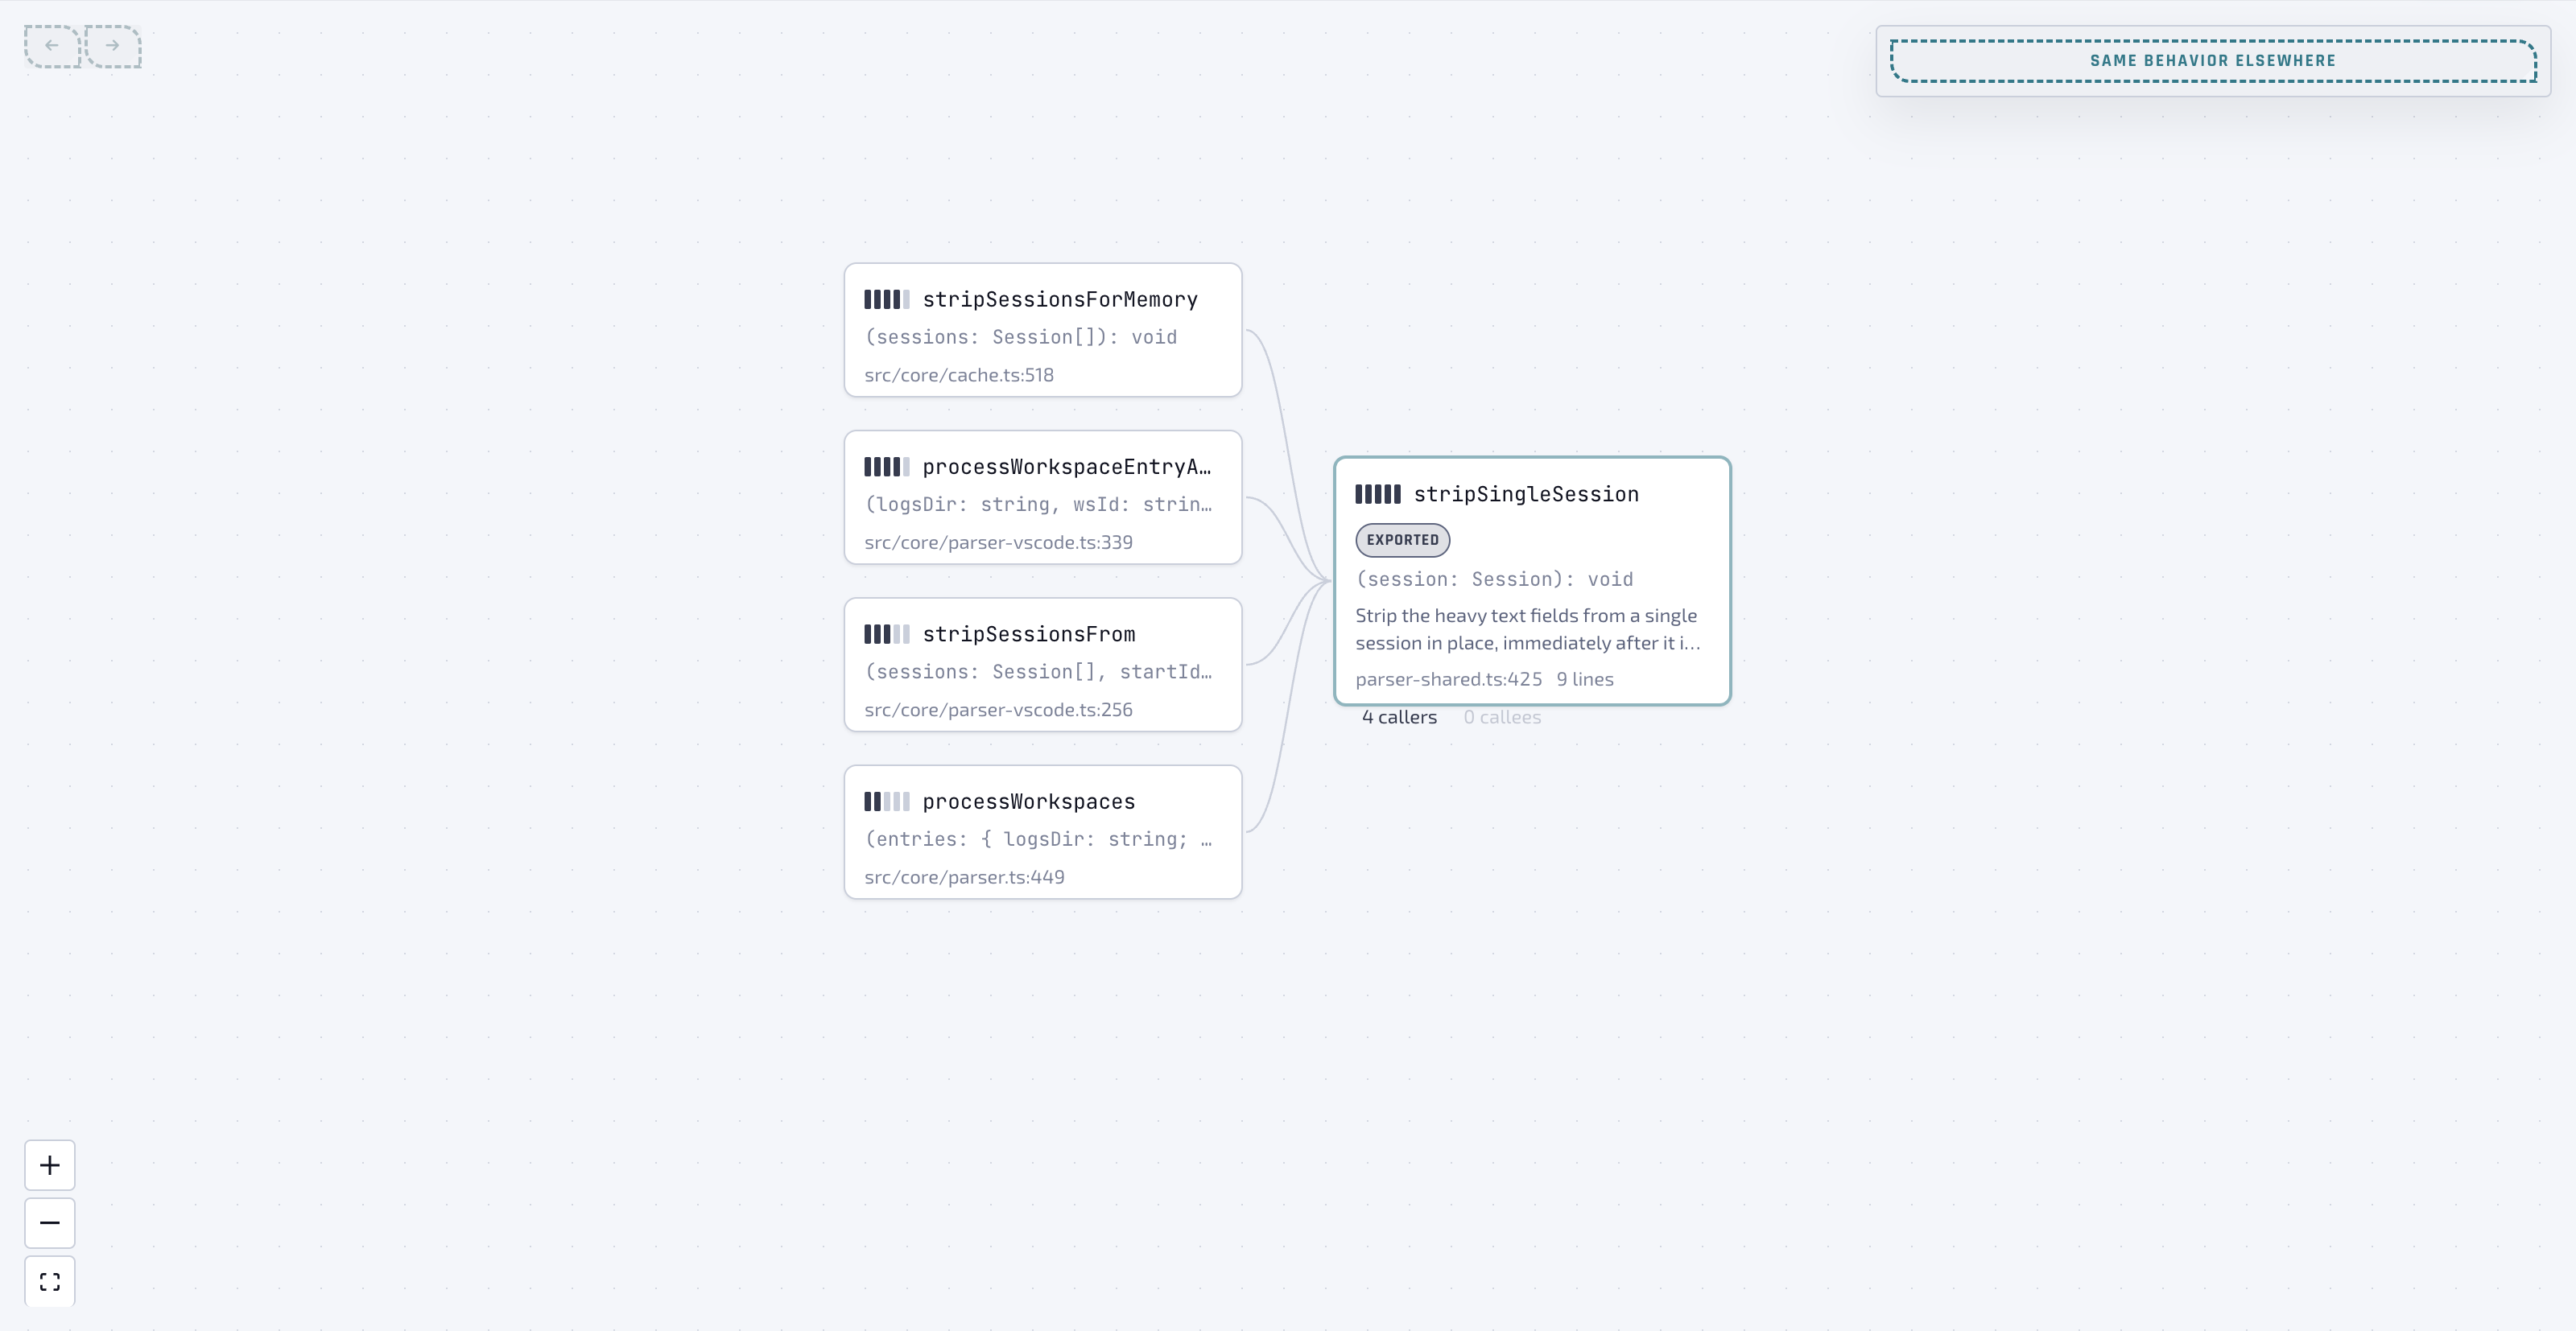 SAME BEHAVIOR ELSEWHERE
stripSessionsForMemory
(sessions: Session[]): void
src/core/cache.ts:518
processWorkspaceEntryA…
(logsDir: string, wsId: strin…
src/core/parser-vscode.ts:339
stripSessionsFrom
(sessions: Session[], startId…
src/core/parser-vscode.ts:256
processWorkspaces
(entries: { logsDir: string; …
src/core/parser.ts:449
stripSingleSession
EXPORTED
(session: Session): void
Strip the heavy text fields from a single
session in place, immediately after it i…
parser-shared.ts:425 9 lines
4 callers 0 callees